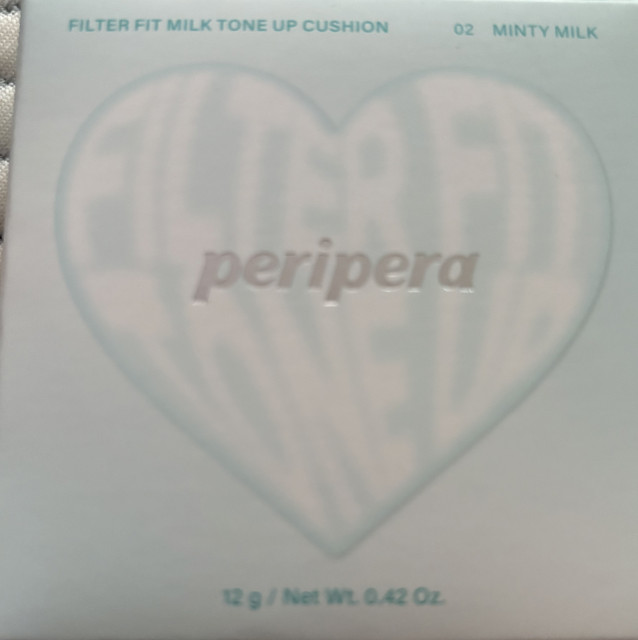 FILTER FIT MILK TONE UP CUSHION 02 MINTY MILK
FILTER FIT
peripera
TONE UP
12 g / Net Wt. 0.42 Oz.